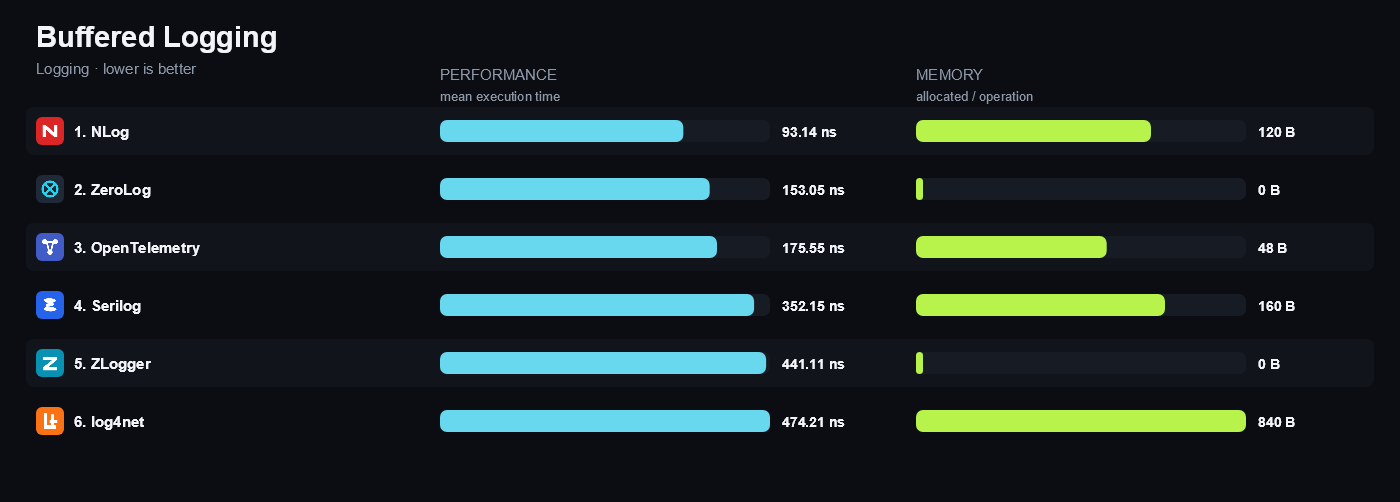 Buffered Logging
Logging · lower is better
PERFORMANCE
mean execution time
MEMORY
allocated / operation
1. NLog 93.14 ns 120 B
2. ZeroLog 153.05 ns 0 B
3. OpenTelemetry 175.55 ns 48 B
4. Serilog 352.15 ns 160 B
5. ZLogger 441.11 ns 0 B
6. log4net 474.21 ns 840 B